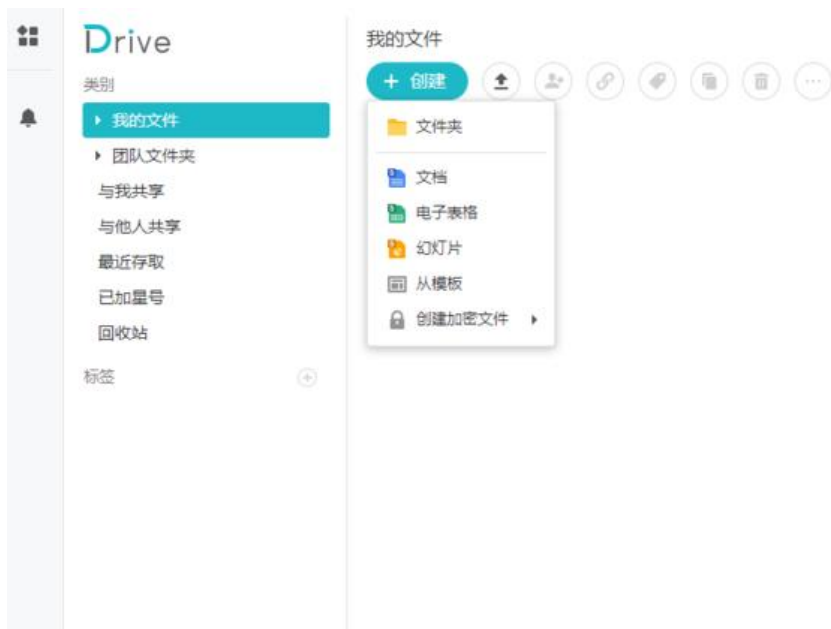 Drive
类别
我的文件
团队文件夹
与我共享
与他人共享
最近存取
已加星号
回收站
标签
我的文件
+ 创建
文件夹
文档
电子表格
幻灯片
从模板
创建加密文件